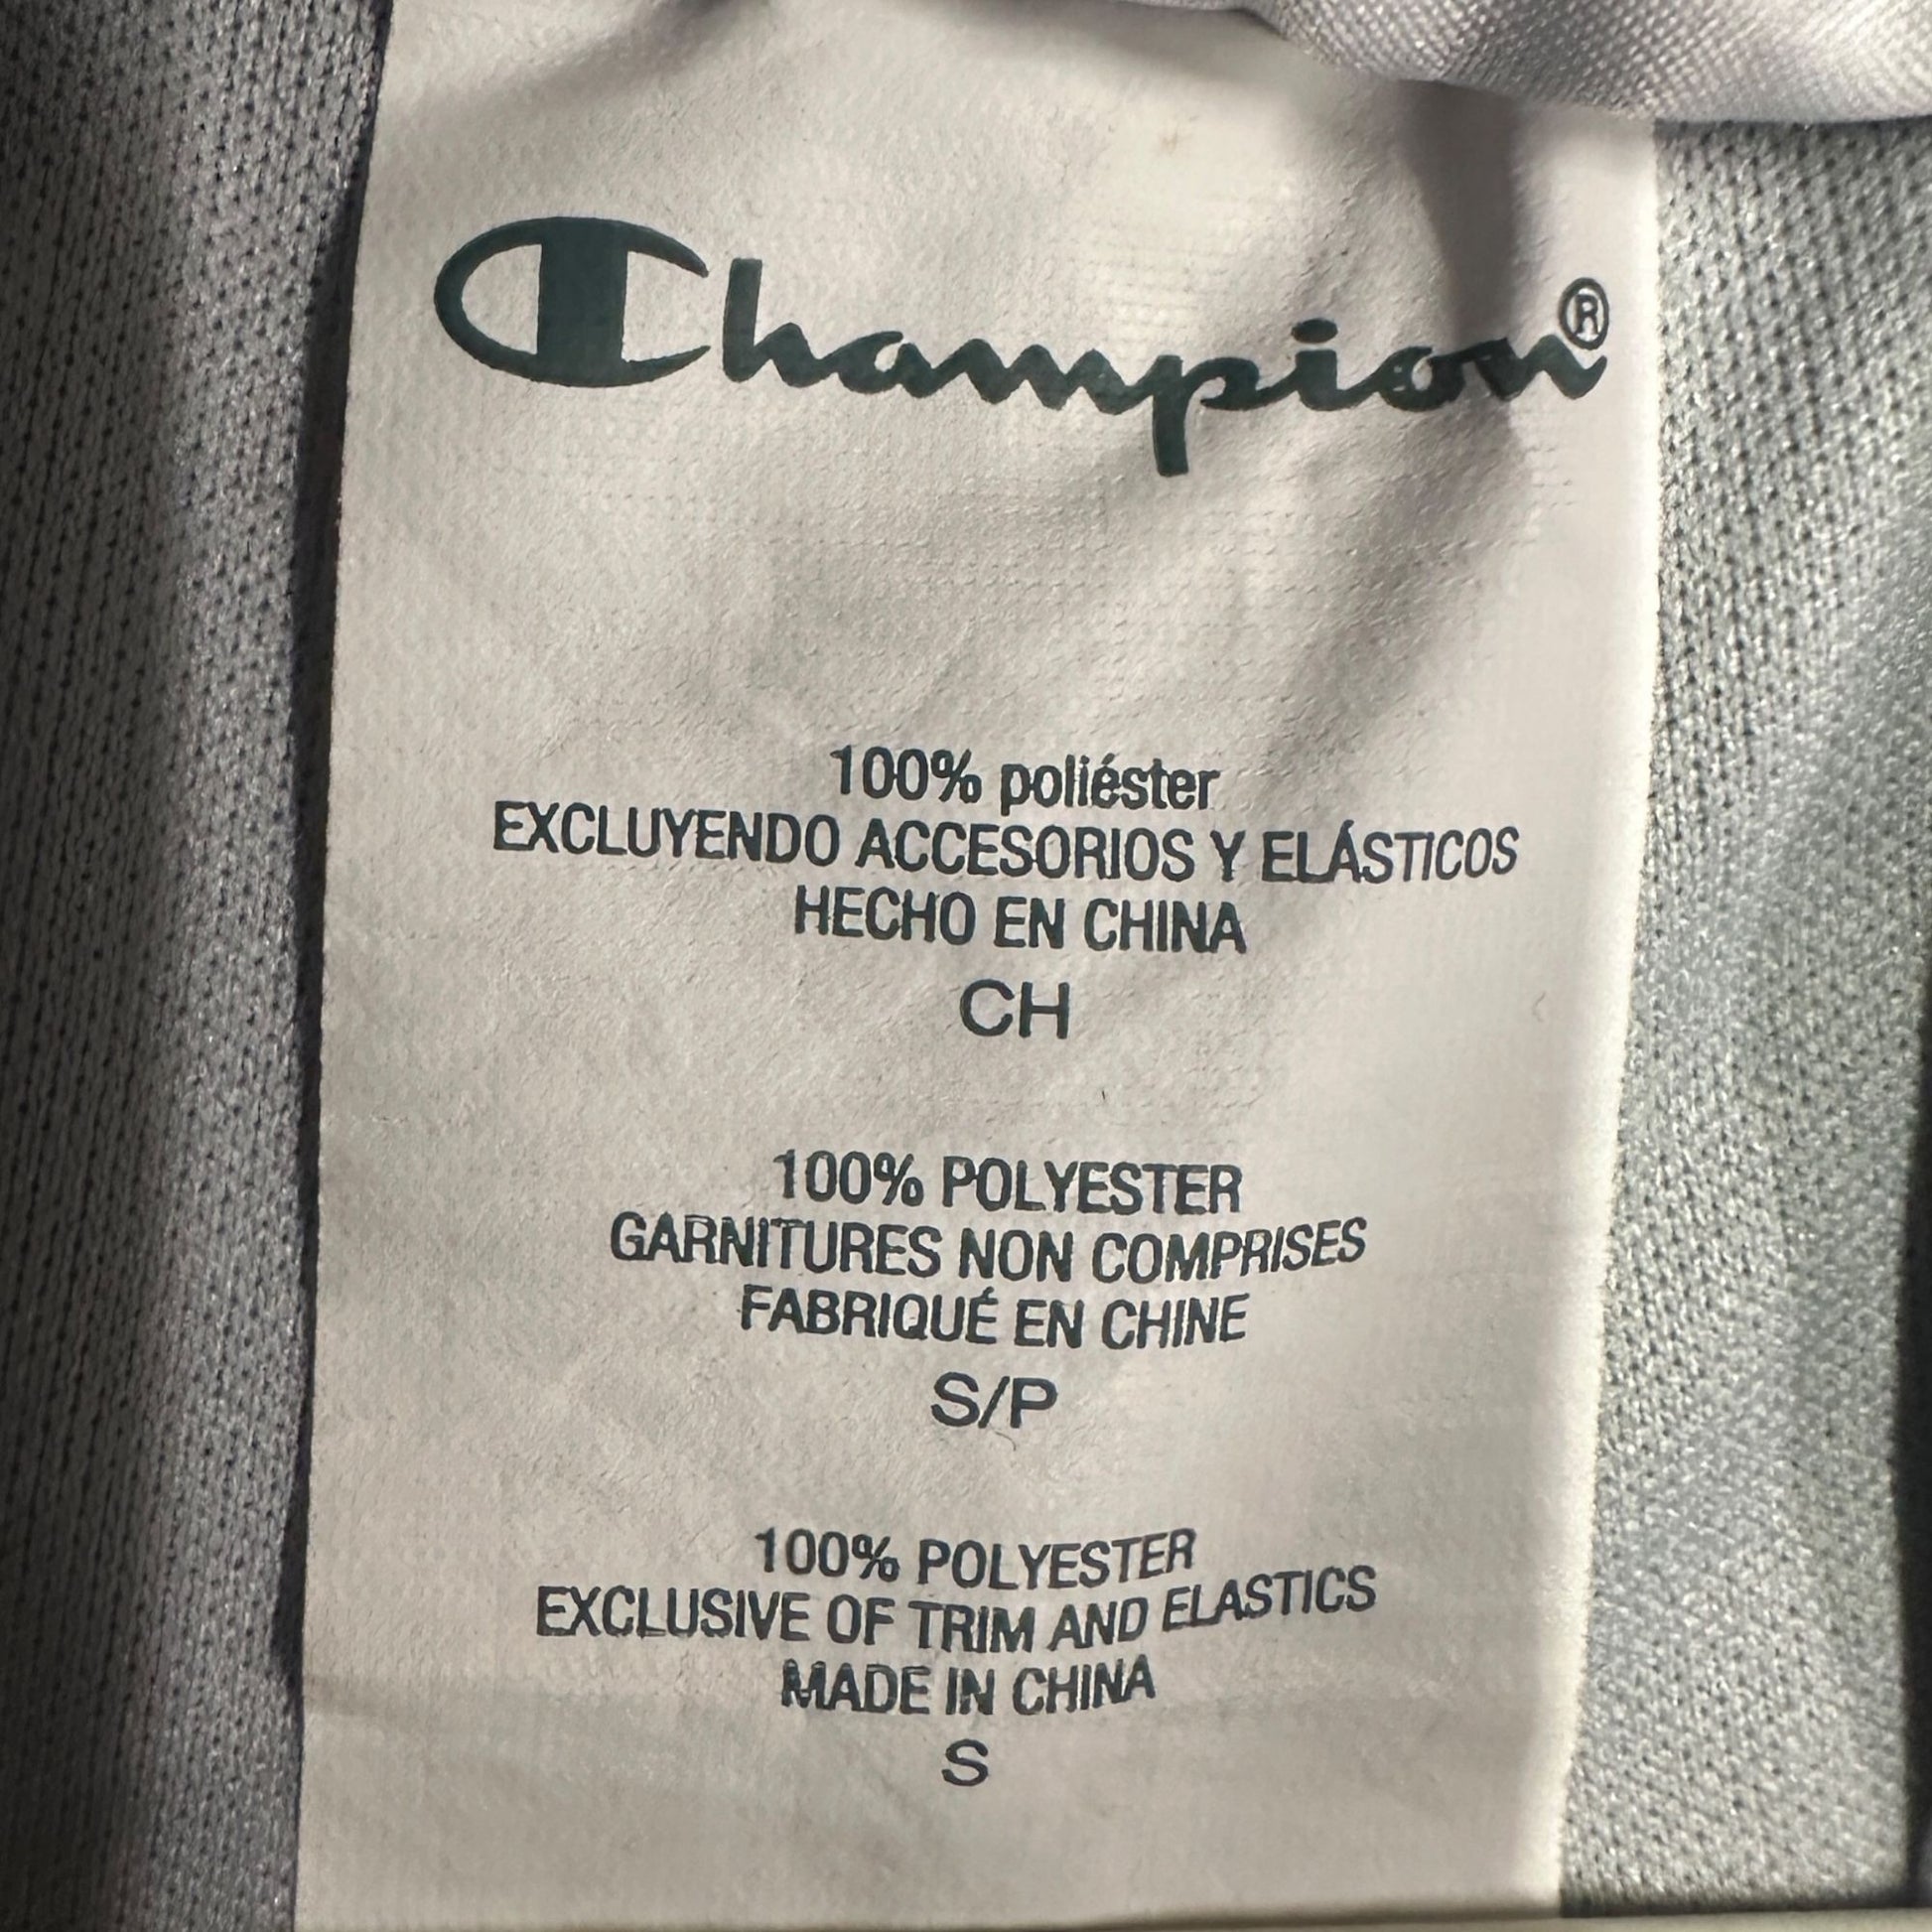 Champion®
100% poliéster
EXCLUYENDO ACCESORIOS Y ELÁSTICOS
HECHO EN CHINA
CH
100% POLYESTER
GARNITURES NON COMPRISES
FABRIQUÉ EN CHINE
S/P
100% POLYESTER
EXCLUSIVE OF TRIM AND ELASTICS
MADE IN CHINA
S